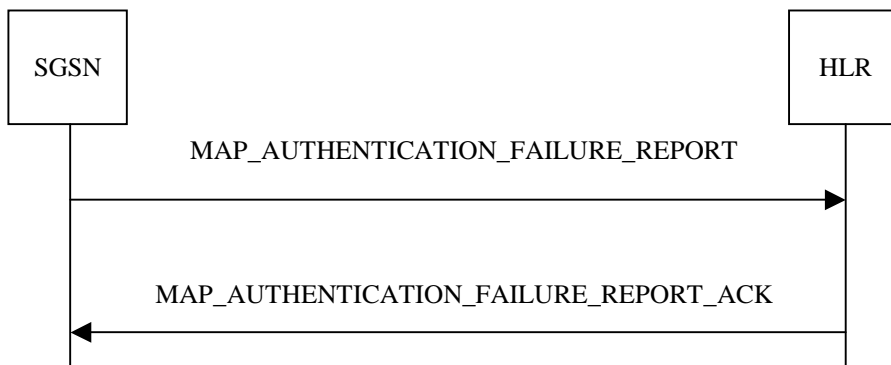 SGSN
HLR
MAP_AUTHENTICATION_FAILURE_REPORT
MAP_AUTHENTICATION_FAILURE_REPORT_ACK